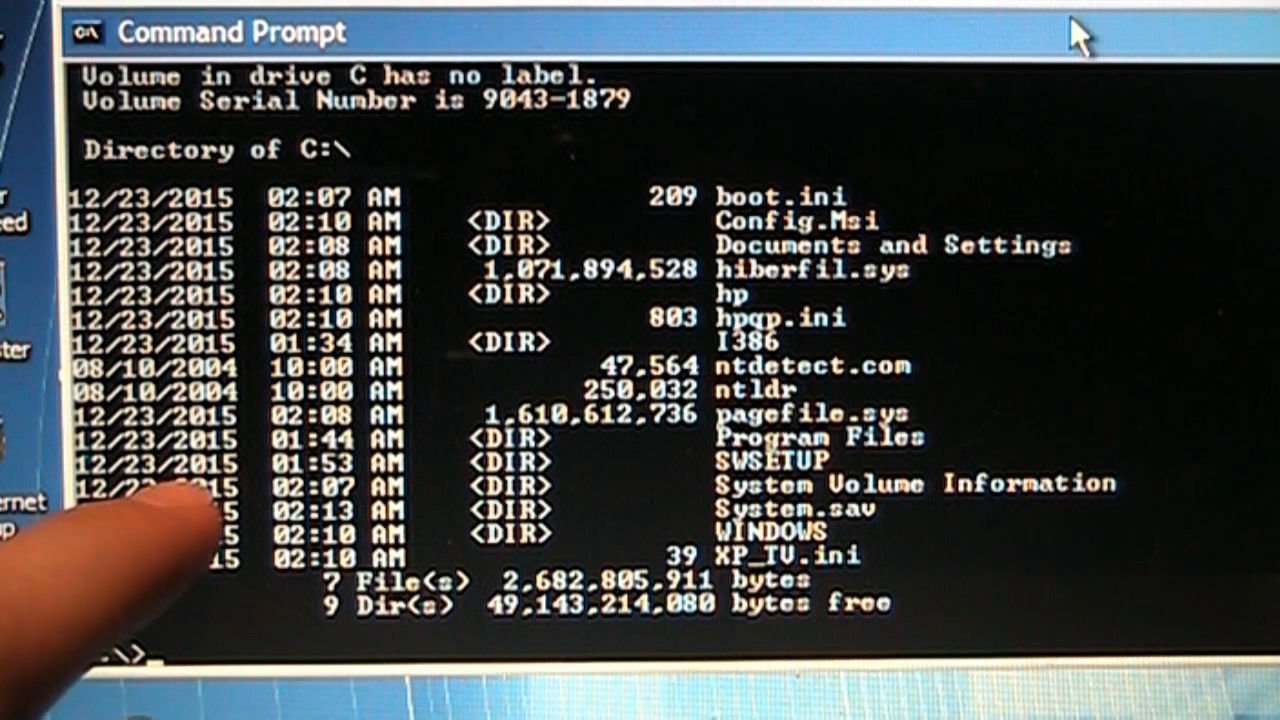 Command Prompt
Volume in drive C has no label.
Volume Serial Number is 9043-1879
Directory of C:\
12/23/2015 02:07 AM 209 boot.ini
12/23/2015 02:10 AM <DIR> Config.Msi
12/23/2015 02:08 AM <DIR> Documents and Settings
12/23/2015 02:08 AM 1,071,894,528 hiberfil.sys
12/23/2015 02:10 AM <DIR> hp
12/23/2015 02:10 AM 803 hpqp.ini
12/23/2015 01:34 AM <DIR> I386
08/10/2004 10:00 AM 47,564 ntdetect.com
08/10/2004 10:00 AM 250,032 ntldr
12/23/2015 02:08 AM 1,610,612,736 pagefile.sys
12/23/2015 01:44 AM <DIR> Program Files
12/23/2015 01:53 AM <DIR> SWSETUP
12/23/2015 02:07 AM <DIR> System Volume Information
5 02:13 AM <DIR> System.sav
5 02:10 AM <DIR> WINDOWS
15 02:10 AM 39 XP_TV.ini
7 File(s) 2,682,805,911 bytes
9 Dir(s) 49,143,214,080 bytes free
\>